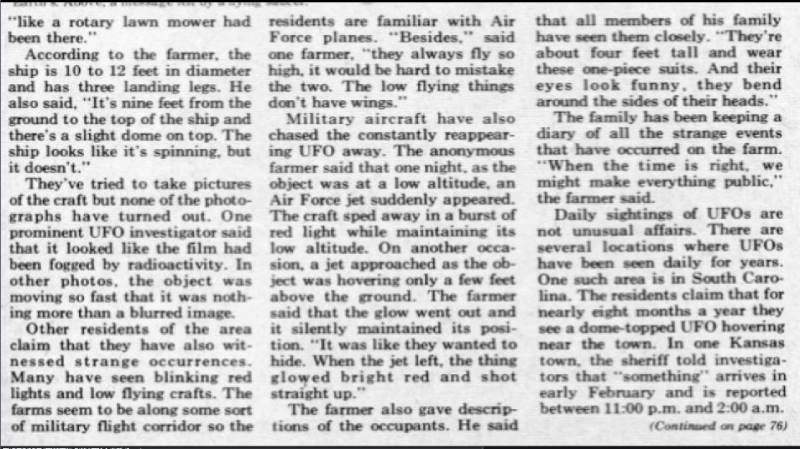 "like a rotary lawn mower had
been there."
According to the farmer, the
ship is 10 to 12 feet in diameter
and has three landing legs. He
also said, "It's nine feet from the
ground to the top of the ship and
there's a slight dome on top. The
ship looks like it's spinning, but
it doesn't."
They've tried to take pictures
of the craft but none of the photo-
graphs have turned out. One
prominent UFO investigator said
that it looked like the film had
been fogged by radioactivity. In
other photos, the object was
moving so fast that it was noth-
ing more than a blurred image.
Other residents of the area
claim that they have also wit-
nessed strange occurrences.
Many have seen blinking red
lights and low flying crafts. The
farms seem to be along some sort
of military flight corridor so the
residents are familiar with Air
Force planes. "Besides," said
one farmer, "they always fly so
high, it would be hard to mistake
the two. The low flying things
don't have wings."
Military aircraft have also
chased the constantly reappear-
ing UFO away. The anonymous
farmer said that one night, as the
object was at a low altitude, an
Air Force jet suddenly appeared.
The craft sped away in a burst of
red light while maintaining its
low altitude. On another occa-
sion, a jet approached as the ob-
ject was hovering only a few feet
above the ground. The farmer
said that the glow went out and
it silently maintained its posi-
tion. "It was like they wanted to
hide. When the jet left, the thing
glowed bright red and shot
straight up."
The farmer also gave descrip-
tions of the occupants. He said
that all members of his family
have seen them closely. "They're
about four feet tall and wear
these one-piece suits. And their
eyes look funny, they bend
around the sides of their heads."
The family has been keeping a
diary of all the strange events
that have occurred on the farm.
"When the time is right, we
might make everything public,"
the farmer said.
Daily sightings of UFOs are
not unusual affairs. There are
several locations where UFOs
have been seen daily for years.
One such area is in South Caro-
lina. The residents claim that for
nearly eight months a year they
see a dome-topped UFO hovering
near the town. In one Kansas
town, the sheriff told investiga-
tors that "something" arrives in
early February and is reported
between 11:00 p.m. and 2:00 a.m.
(Continued on page 76)